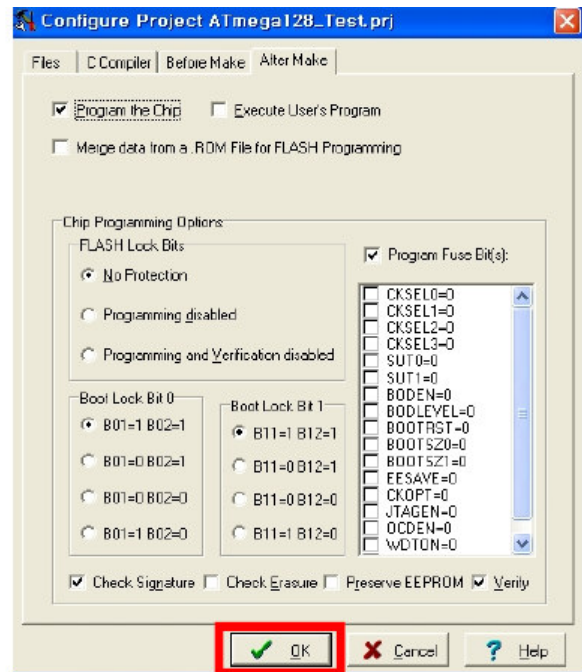 Configure Project ATmega128_Test.prj
Files C Compiler Before Make After Make
Program the Chip Execute User's Program
Merge data from a .ROM File for FLASH Programming
Chip Programming Options
FLASH Lock Bits
No Protection
Programming disabled
Programming and Verification disabled
Program Fuse Bit(s):
CKSEL0=0
CKSEL1=0
CKSEL2=0
CKSEL3=0
SUT0=0
SUT1=0
BODEN=0
BODLEVEL=0
BOOTRST=0
BOOTSZ0=0
BOOTSZ1=0
EESAVE=0
CKOPT=0
JTAGEN=0
OCDEN=0
WDTON=0
Boot Lock Bit 0
B01=1 B02=1
B01=0 B02=1
B01=0 B02=0
B01=1 B02=0
Boot Lock Bit 1
B11=1 B12=1
B11=0 B12=1
B11=0 B12=0
B11=1 B12=0
Check Signature Check Erasure Preserve EEPROM Verify
OK Cancel Help